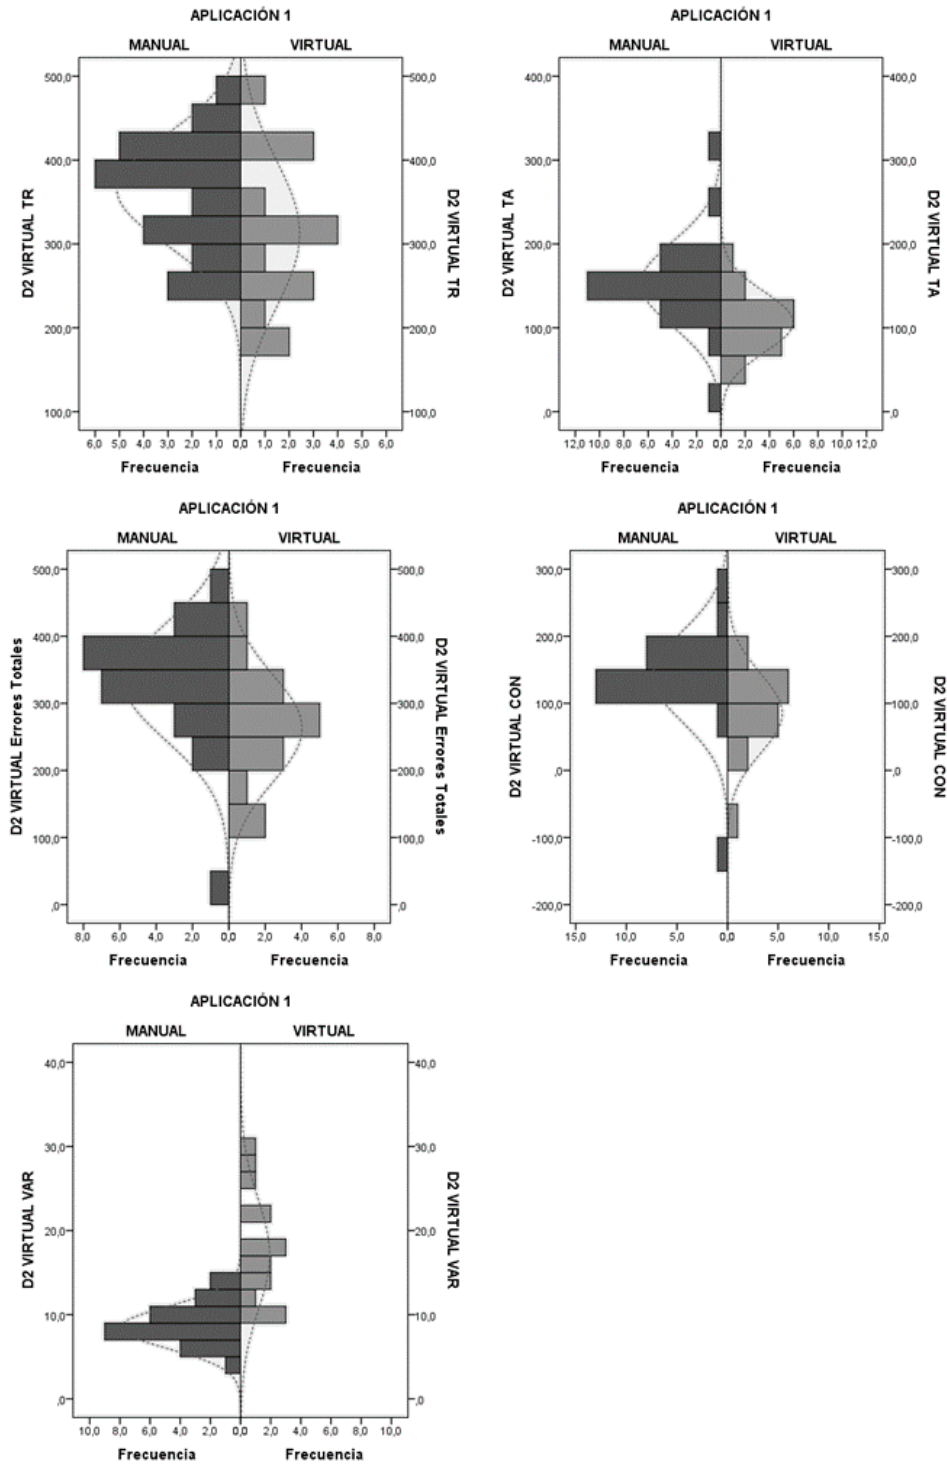 APLICACIÓN 1
MANUAL VIRTUAL
500,0 500,0
400,0 400,0
300,0 300,0
200,0 200,0
100,0 100,0
D2 VIRTUAL TR
D2 VIRTUAL TR
6,0 5,0 4,0 3,0 2,0 1,0 0,0 1,0 2,0 3,0 4,0 5,0 6,0
Frecuencia Frecuencia
APLICACIÓN 1
MANUAL VIRTUAL
400,0 400,0
300,0 300,0
200,0 200,0
100,0 100,0
,0 ,0
D2 VIRTUAL TA
D2 VIRTUAL TA
12,0 10,0 8,0 6,0 4,0 2,0 0,0 2,0 4,0 6,0 8,0 10,0 12,0
Frecuencia Frecuencia
APLICACIÓN 1
MANUAL VIRTUAL
500,0 500,0
400,0 400,0
300,0 300,0
200,0 200,0
100,0 100,0
,0 ,0
D2 VIRTUAL Errores Totales
D2 VIRTUAL Errores Totales
8,0 6,0 4,0 2,0 0,0 2,0 4,0 6,0 8,0
Frecuencia Frecuencia
APLICACIÓN 1
MANUAL VIRTUAL
300,0 300,0
200,0 200,0
100,0 100,0
,0 ,0
-100,0 -100,0
-200,0 -200,0
D2 VIRTUAL CON
D2 VIRTUAL CON
15,0 10,0 5,0 0,0 5,0 10,0 15,0
Frecuencia Frecuencia
APLICACIÓN 1
MANUAL VIRTUAL
40,0 40,0
30,0 30,0
20,0 20,0
10,0 10,0
,0 ,0
D2 VIRTUAL VAR
D2 VIRTUAL VAR
10,0 8,0 6,0 4,0 2,0 0,0 2,0 4,0 6,0 8,0 10,0
Frecuencia Frecuencia